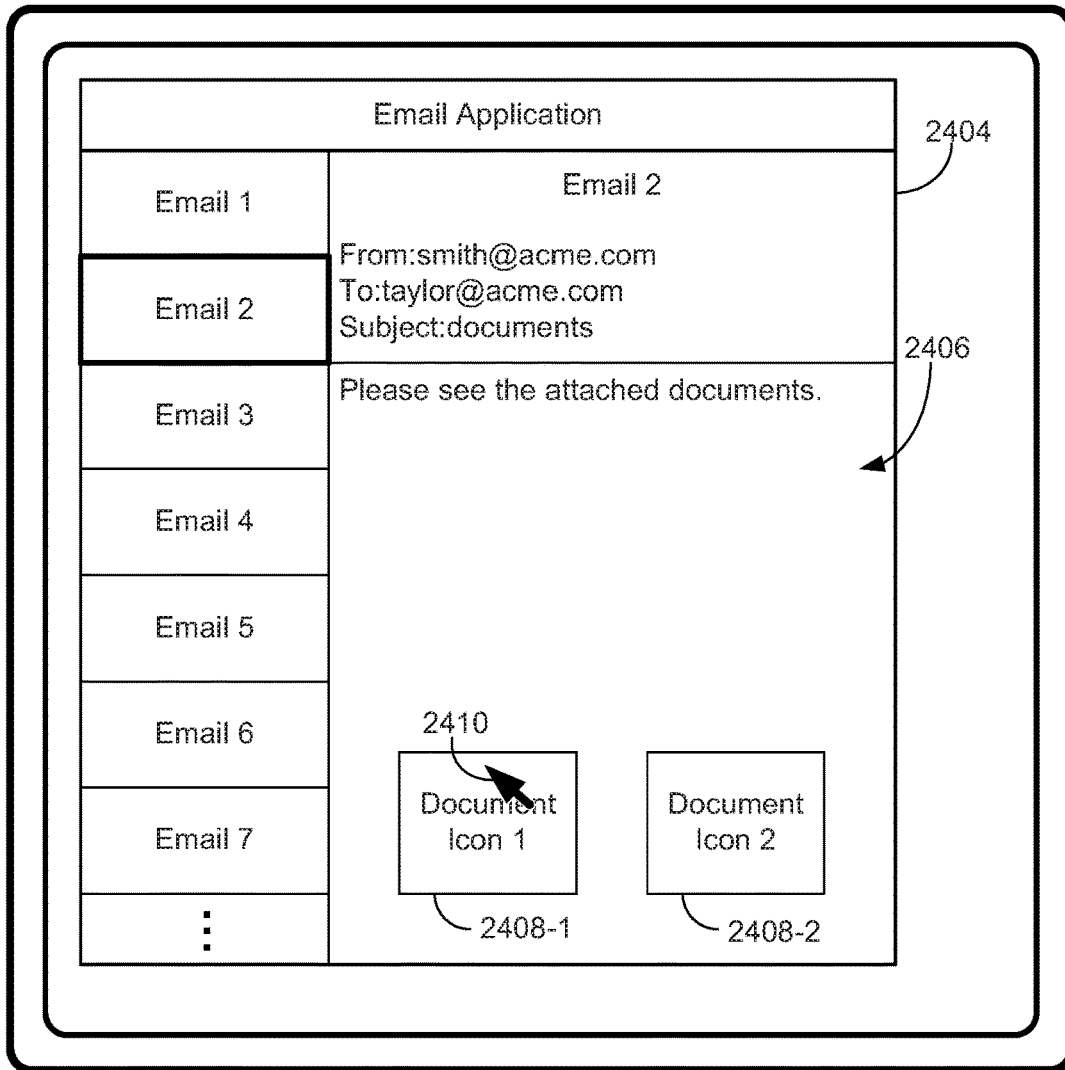 Email Application
2404
Email 1
Email 2
Email 3
Email 4
Email 5
Email 6
Email 7
Email 2
From:smith@acme.com
To:taylor@acme.com
Subject:documents
2406
Please see the attached documents.
2410
Document
Icon 1
2408-1
Document
Icon 2
2408-2